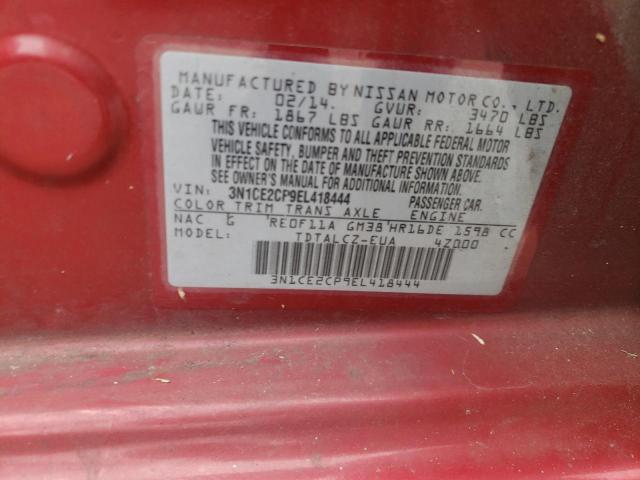 MANUFACTURED BY NISSAN MOTOR CO., LTD.
DATE: 02/14. GVWR: 3470 LBS
GAWR FR: 1867 LBS GAWR RR: 1664 LBS
THIS VEHICLE CONFORMS TO ALL APPLICABLE FEDERAL MOTOR
VEHICLE SAFETY, BUMPER AND THEFT PREVENTION STANDARDS
IN EFFECT ON THE DATE OF MANUFACTURE SHOWN ABOVE.
SEE OWNER'S MANUAL FOR ADDITIONAL INFORMATION.
VIN: 3N1CE2CP9EL418444 PASSENGER CAR.
COLOR TRIM TRANS AXLE ENGINE
NAC G RE0F11A GM38 HR16DE 1598 CC
TDTALCZ-EUA 4Z000
3N1CE2CP9EL418444